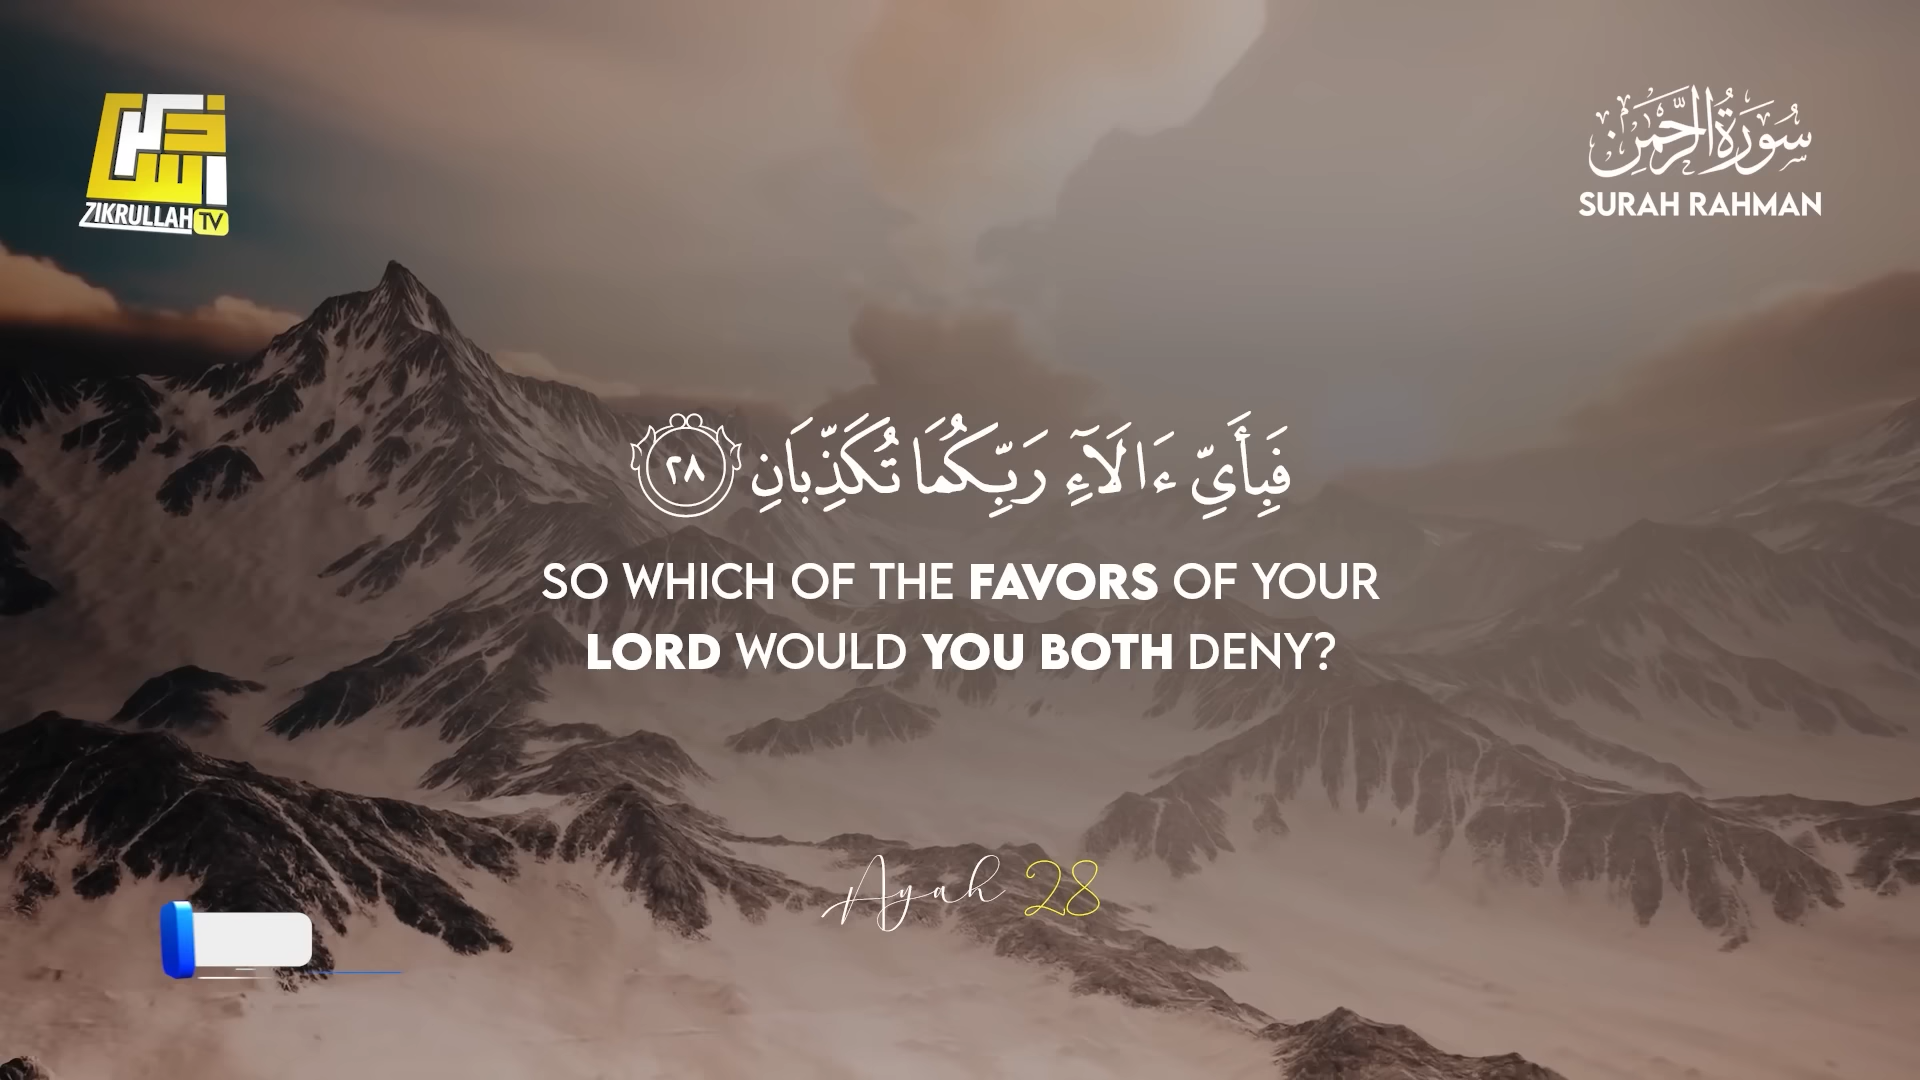 ذكر الله
ZIKRULLAH TV
سُورَةُ الرَّحْمَٰن
SURAH RAHMAN
فَبِأَيِّ ءَالَآءِ رَبِّكُمَا تُكَذِّبَانِ ٢٨
SO WHICH OF THE FAVORS OF YOUR
LORD WOULD YOU BOTH DENY?
Ayah 28